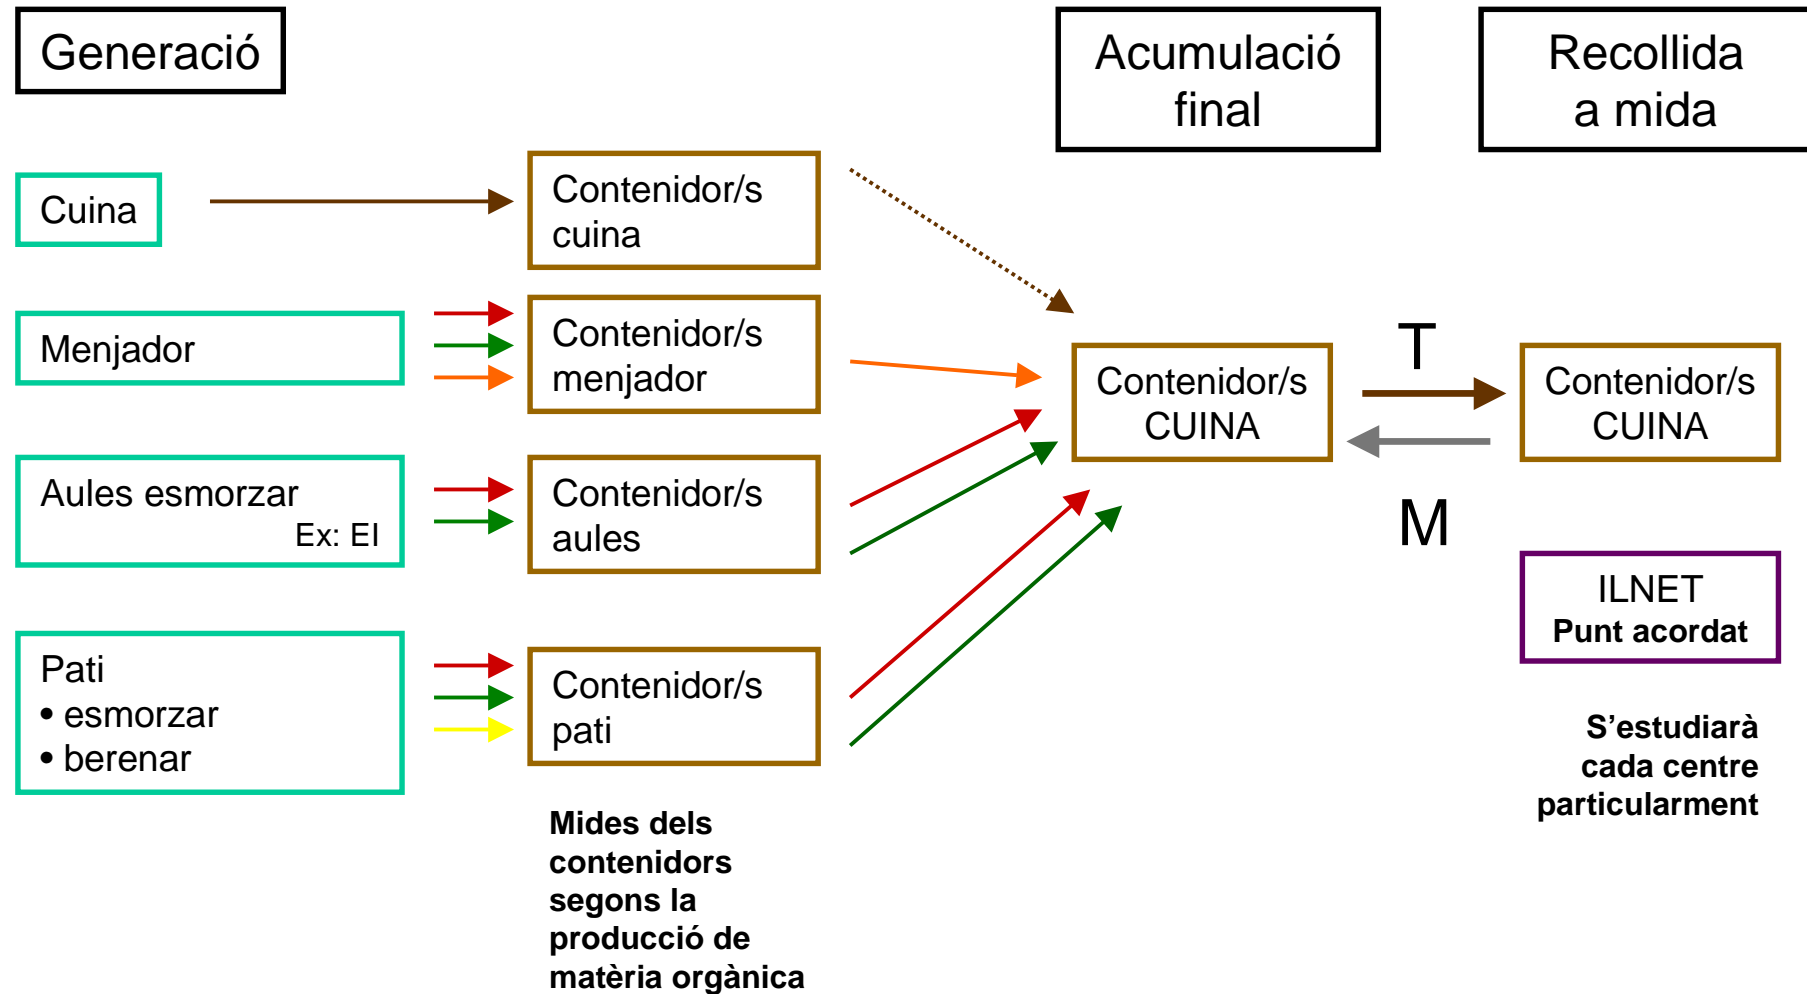 Generació
Acumulació
final
Recollida
a mida
Cuina
Contenidor/s
cuina
Menjador
Contenidor/s
menjador
Aules esmorzar
Ex: EI
Contenidor/s
aules
Pati
• esmorzar
• berenar
Contenidor/s
pati
Mides dels
contenidors
segons la
producció de
matèria orgànica
Contenidor/s
CUINA
T
M
Contenidor/s
CUINA
ILNET
Punt acordat
S’estudiarà
cada centre
particularment